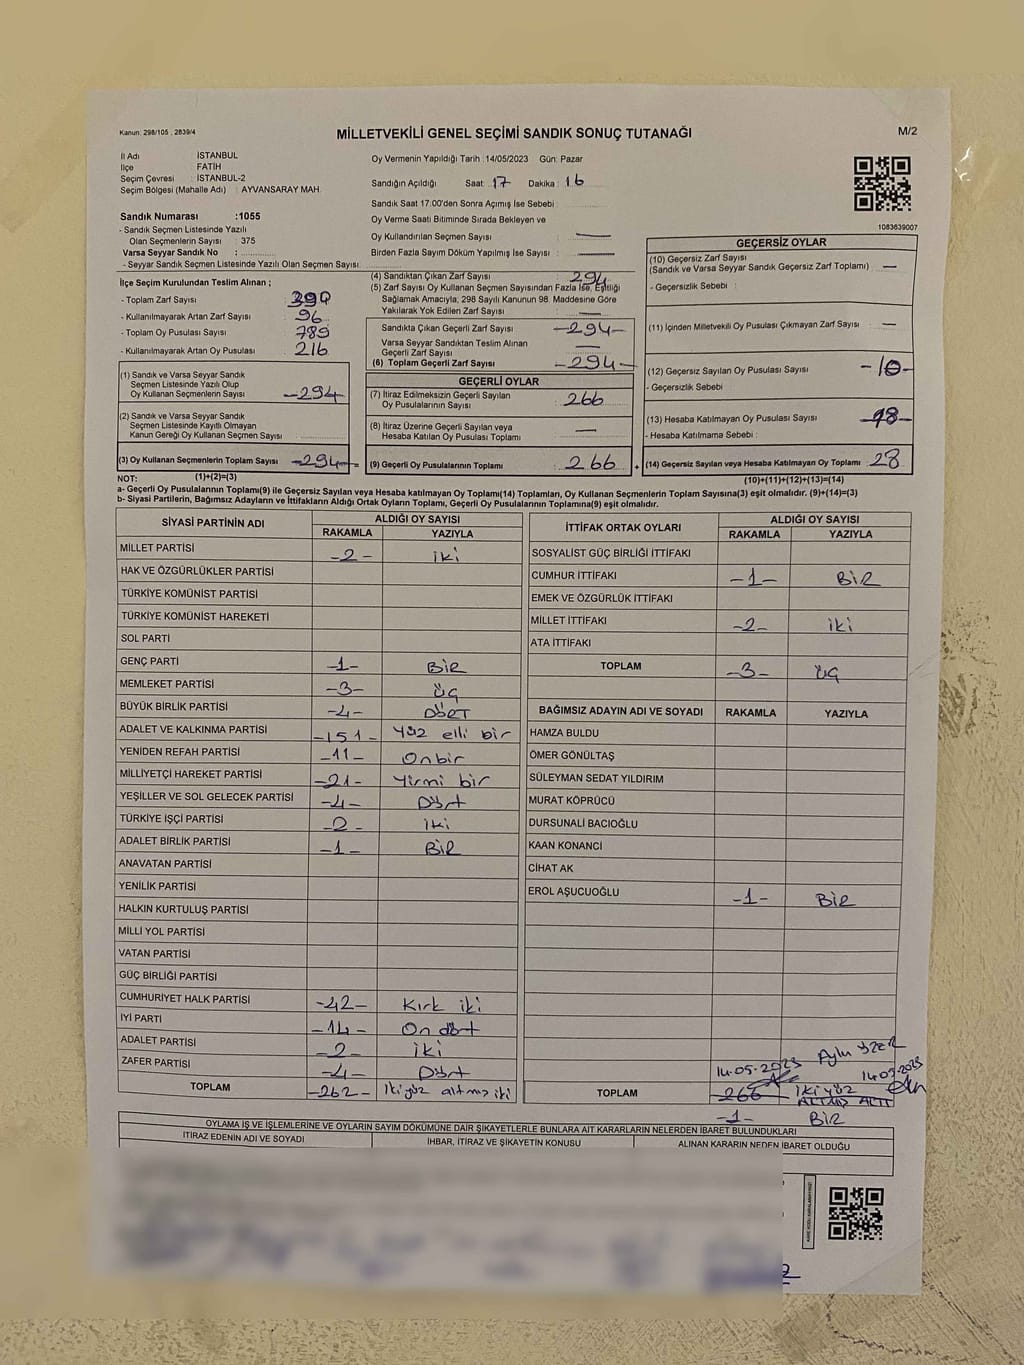 Kanun: 298/105 , 2839/4
MİLLETVEKİLİ GENEL SEÇİMİ SANDIK SONUÇ TUTANAĞI
M/2
İl Adı İSTANBUL
İlçe FATİH
Seçim Çevresi : İSTANBUL-2
Seçim Bölgesi (Mahalle Adı) : AYVANSARAY MAH.
Sandık Numarası :1055
- Sandık Seçmen Listesinde Yazılı
Olan Seçmenlerin Sayısı : 375
Varsa Seyyar Sandık No :
- Seyyar Sandık Seçmen Listesinde Yazılı Olan Seçmen Sayısı
Oy Vermenin Yapıldığı Tarih :14/05/2023 Gün: Pazar
Sandığın Açıldığı Saat: 17 Dakika : 16
Sandık Saat 17:00'den Sonra Açımış İse Sebebi :
Oy Verme Saati Bitiminde Sırada Bekleyen ve
Oy Kullandırılan Seçmen Sayısı —
Birden Fazla Sayım Döküm Yapılmış İse Sayısı : —
1083639007
İlçe Seçim Kurulundan Teslim Alınan ;
- Toplam Zarf Sayısı : 390
- Kullanılmayarak Artan Zarf Sayısı : 96
- Toplam Oy Pusulası Sayısı : 789
- Kullanılmayarak Artan Oy Pusulası : 216
(1) Sandık ve Varsa Seyyar Sandık
Seçmen Listesinde Yazılı Olup
Oy Kullanan Seçmenlerin Sayısı -294-
(2) Sandık ve Varsa Seyyar Sandık
Seçmen Listesinde Kayıtlı Olmayan
Kanun Gereği Oy Kullanan Seçmen Sayısı
(3) Oy Kullanan Seçmenlerin Toplam Sayısı -294-
(1)+(2)=(3)
(4) Sandıktan Çıkan Zarf Sayısı 294
(5) Zarf Sayısı Oy Kullanan Seçmen Sayısından Fazla İse, Eşitliği
Sağlamak Amacıyla, 298 Sayılı Kanunun 98. Maddesine Göre
Yakılarak Yok Edilen Zarf Sayısı : —
Sandıkta Çıkan Geçerli Zarf Sayısı -294-
Varsa Seyyar Sandıktan Teslim Alınan
Geçerli Zarf Sayısı —
(6) Toplam Geçerli Zarf Sayısı -294-
GEÇERLİ OYLAR
(7) İtiraz Edilmeksizin Geçerli Sayılan
Oy Pusulalarının Sayısı : 266
(8) İtiraz Üzerine Geçerli Sayılan veya
Hesaba Katılan Oy Pusulası Toplamı —
(9) Geçerli Oy Pusulalarının Toplamı : 266 +
GEÇERSİZ OYLAR
(10) Geçersiz Zarf Sayısı
(Sandık ve Varsa Seyyar Sandık Geçersiz Zarf Toplamı) —
- Geçersizlik Sebebi :
(11) İçinden Milletvekili Oy Pusulası Çıkmayan Zarf Sayısı —
(12) Geçersiz Sayılan Oy Pusulası Sayısı -10-
- Geçersizlik Sebebi
(13) Hesaba Katılmayan Oy Pusulası Sayısı -18-
- Hesaba Katılmama Sebebi :
(14) Geçersiz Sayılan veya Hesaba Katılmayan Oy Toplamı 28
(10)+(11)+(12)+(13)=(14)
NOT:
a- Geçerli Oy Pusulalarının Toplamı(9) ile Geçersiz Sayılan veya Hesaba katılmayan Oy Toplamı(14) Toplamları, Oy Kullanan Seçmenlerin Toplam Sayısına(3) eşit olmalıdır. (9)+(14)=(3)
b- Siyasi Partilerin, Bağımsız Adayların ve İttifakların Aldığı Ortak Oyların Toplamı, Geçerli Oy Pusulalarının Toplamına(9) eşit olmalıdır.
SİYASİ PARTİNİN ADI ALDIĞI OY SAYISI
RAKAMLA YAZIYLA
MİLLET PARTİSİ -2- iki
HAK VE ÖZGÜRLÜKLER PARTİSİ
TÜRKİYE KOMÜNİST PARTİSİ
TÜRKİYE KOMÜNİST HAREKETİ
SOL PARTİ
GENÇ PARTİ -1- BİR
MEMLEKET PARTİSİ -3- üç
BÜYÜK BİRLİK PARTİSİ -4- DÖRT
ADALET VE KALKINMA PARTİSİ -151- Yüz elli bir
YENİDEN REFAH PARTİSİ -11- Onbir
MİLLİYETÇİ HAREKET PARTİSİ -21- Yirmi bir
YEŞİLLER VE SOL GELECEK PARTİSİ -4- Dört
TÜRKİYE İŞÇİ PARTİSİ -2- iki
ADALET BİRLİK PARTİSİ -1- BİR
ANAVATAN PARTİSİ
YENİLİK PARTİSİ
HALKIN KURTULUŞ PARTİSİ
MİLLİ YOL PARTİSİ
VATAN PARTİSİ
GÜÇ BİRLİĞİ PARTİSİ
CUMHURİYET HALK PARTİSİ -42- Kırk iki
İYİ PARTİ -14- On dört
ADALET PARTİSİ -2- iki
ZAFER PARTİSİ -4- Dört
TOPLAM -262- ikiyüz altmış iki
İTTİFAK ORTAK OYLARI ALDIĞI OY SAYISI
RAKAMLA YAZIYLA
SOSYALİST GÜÇ BİRLİĞİ İTTİFAKI
CUMHUR İTTİFAKI -1- BİR
EMEK VE ÖZGÜRLÜK İTTİFAKI
MİLLET İTTİFAKI -2- iki
ATA İTTİFAKI
TOPLAM -3- üç
BAĞIMSIZ ADAYIN ADI VE SOYADI RAKAMLA YAZIYLA
HAMZA BULDU
ÖMER GÖNÜLTAŞ
SÜLEYMAN SEDAT YILDIRIM
MURAT KÖPRÜCÜ
DURSUNALİ BACIOĞLU
KAAN KONANCİ
CİHAT AK
EROL AŞUCUOĞLU -1- BİR
14.05.2023 14.05.2023
TOPLAM 266 ikiyüz ALTMIŞ ALTI
-1- BİR
OYLAMA İŞ VE İŞLEMLERİNE VE OYLARIN SAYIM DÖKÜMÜNE DAİR ŞİKAYETLERLE BUNLARA AİT KARARLARIN NELERDEN İBARET BULUNDUKLARI
İTİRAZ EDENİN ADI VE SOYADI İHBAR, İTİRAZ VE ŞİKAYETİN KONUSU ALINAN KARARIN NEDEN İBARET OLDUĞU